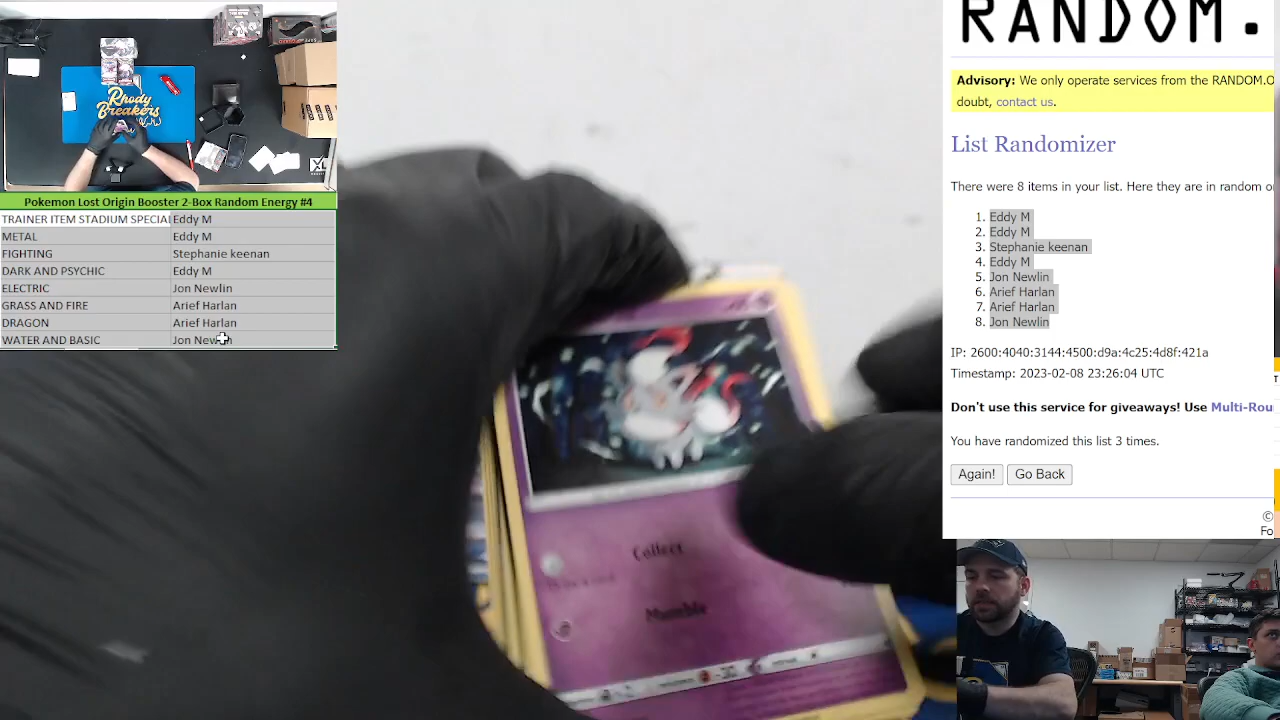 Rhody
Breakers
Pokemon Lost Origin Booster 2-Box Random Energy #4
TRAINER ITEM STADIUM SPECIAL Eddy M
METAL Eddy M
FIGHTING Stephanie keenan
DARK AND PSYCHIC Eddy M
ELECTRIC Jon Newlin
GRASS AND FIRE Arief Harlan
DRAGON Arief Harlan
WATER AND BASIC Jon Newlin
Collect
Mumble
RANDOM.
Advisory: We only operate services from the RANDOM.O
doubt, contact us.
List Randomizer
There were 8 items in your list. Here they are in random o
1. Eddy M
2. Eddy M
3. Stephanie keenan
4. Eddy M
5. Jon Newlin
6. Arief Harlan
7. Arief Harlan
8. Jon Newlin
IP: 2600:4040:3144:4500:d9a:4c25:4d8f:421a
Timestamp: 2023-02-08 23:26:04 UTC
Don't use this service for giveaways! Use Multi-Rou
You have randomized this list 3 times.
Again! Go Back
©
Fo